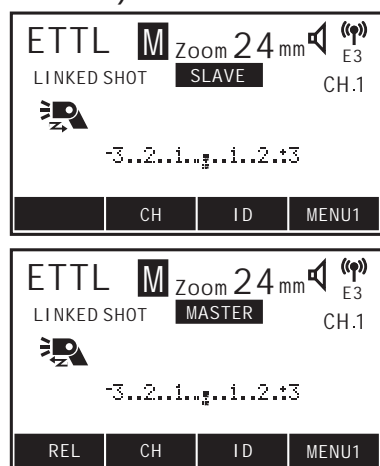 ETTL M Zoom 24 mm E3
LINKED SHOT SLAVE CH.1
-3..2..1..▪..1..2.:+3
CH ID MENU1
ETTL M Zoom 24 mm E3
LINKED SHOT MASTER CH.1
-3..2..1..▪..1..2.:+3
REL CH ID MENU1